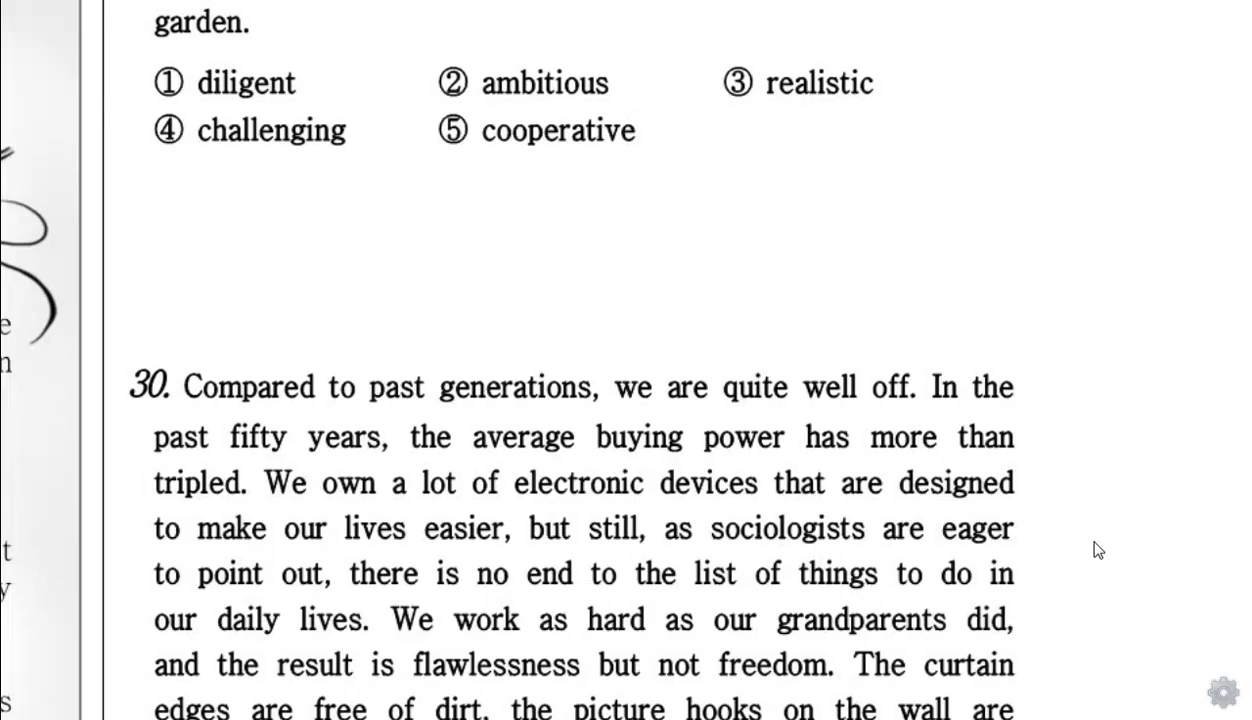 garden.
① diligent ② ambitious ③ realistic
④ challenging ⑤ cooperative
30. Compared to past generations, we are quite well off. In the
past fifty years, the average buying power has more than
tripled. We own a lot of electronic devices that are designed
to make our lives easier, but still, as sociologists are eager
to point out, there is no end to the list of things to do in
our daily lives. We work as hard as our grandparents did,
and the result is flawlessness but not freedom. The curtain
edges are free of dirt, the picture hooks on the wall are